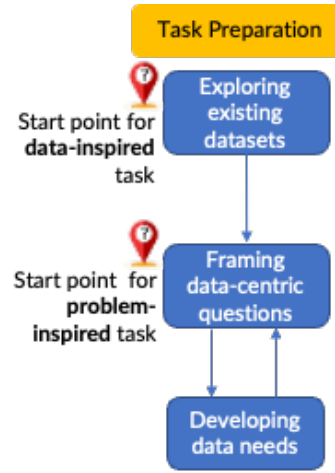 Task Preparation
?
Exploring
existing
datasets
Start point for
data-inspired
task
?
Framing
data-centric
questions
Start point for
problem-
inspired task
Developing
data needs